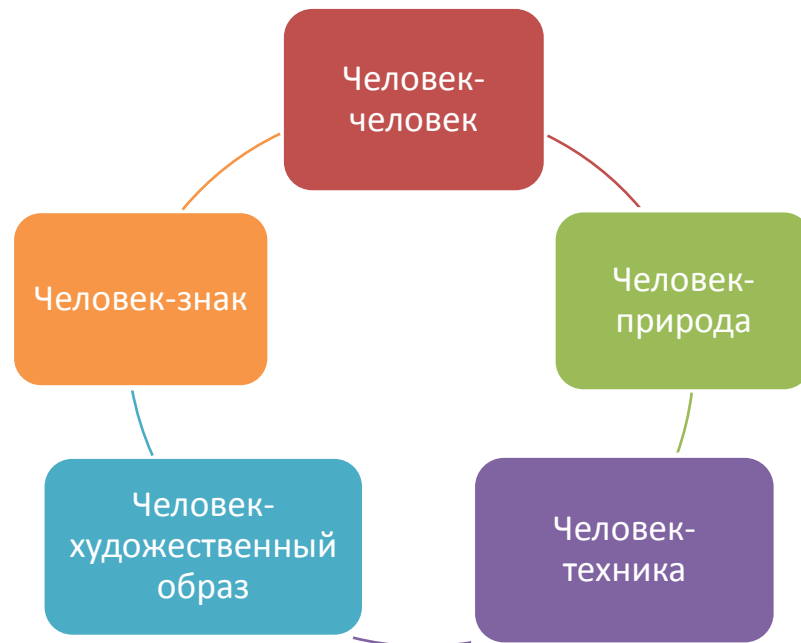 Человек-
человек
Человек-
природа
Человек-
техника
Человек-
художественный
образ
Человек-знак